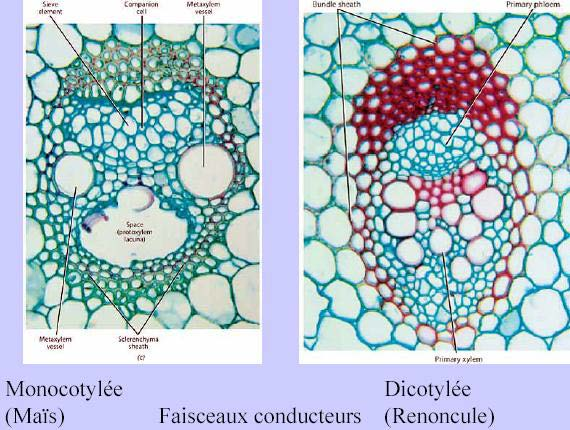 Sieve
element
Companion
cell
Metaxylem
vessel
Space
(protoxylem
lacuna)
Metaxylem
vessel
Sclerenchyma
sheath
(c)
Bundle sheath
Primary phloem
Primary xylem
Monocotylée
(Maïs)
Faisceaux conducteurs
Dicotylée
(Renoncule)